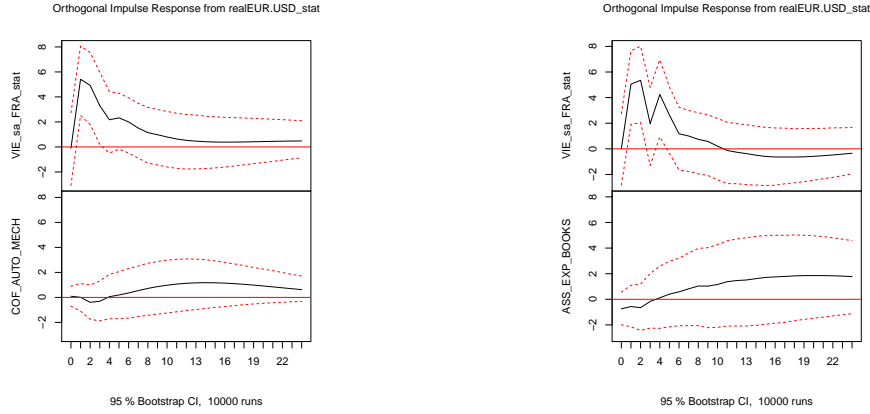 Orthogonal Impulse Response from realEUR.USD_stat
VIE_sa_FRA_stat
8
6
4
2
0
−2
COF_AUTO_MECH
8
6
4
2
0
−2
0 2 4 6 8 10 13 16 19 22
95 % Bootstrap CI, 10000 runs
Orthogonal Impulse Response from realEUR.USD_stat
VIE_sa_FRA_stat
8
6
4
2
0
−2
ASS_EXP_BOOKS
8
6
4
2
0
−2
0 2 4 6 8 10 13 16 19 22
95 % Bootstrap CI, 10000 runs